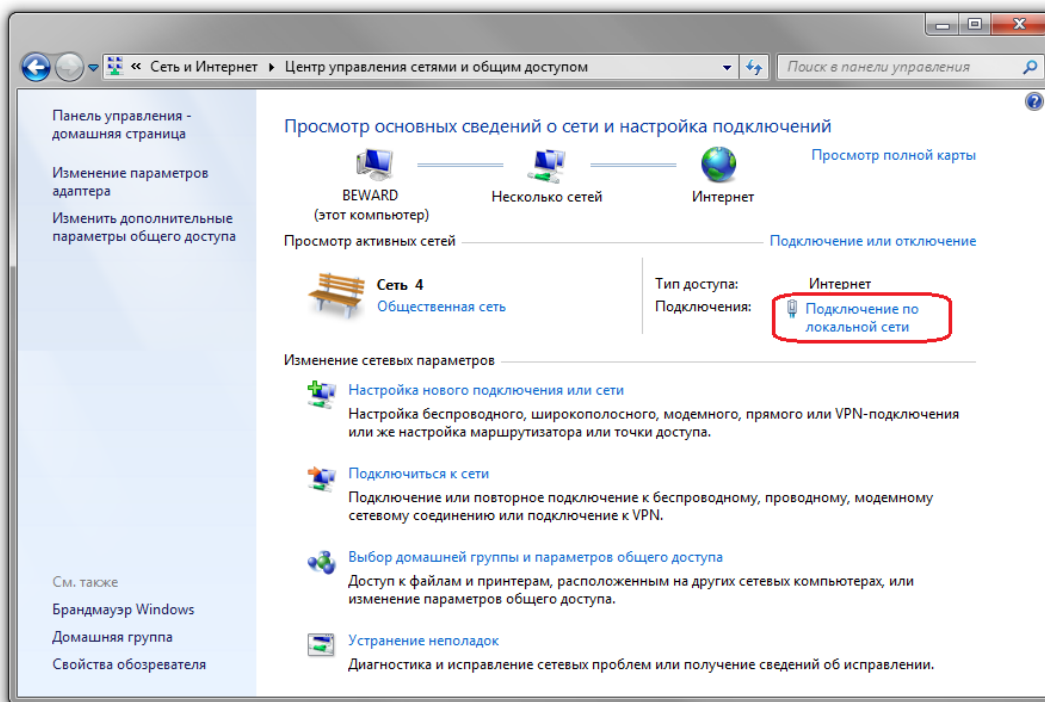 « Сеть и Интернет ▸ Центр управления сетями и общим доступом
Поиск в панели управления
Панель управления -
домашняя страница
Изменение параметров
адаптера
Изменить дополнительные
параметры общего доступа
Просмотр основных сведений о сети и настройка подключений
Просмотр полной карты
BEWARD
(этот компьютер)
Несколько сетей
Интернет
Просмотр активных сетей
Подключение или отключение
Сеть 4
Общественная сеть
Тип доступа: Интернет
Подключения: Подключение по
локальной сети
Изменение сетевых параметров
Настройка нового подключения или сети
Настройка беспроводного, широкополосного, модемного, прямого или VPN-подключения
или же настройка маршрутизатора или точки доступа.
Подключиться к сети
Подключение или повторное подключение к беспроводному, проводному, модемному
сетевому соединению или подключение к VPN.
Выбор домашней группы и параметров общего доступа
Доступ к файлам и принтерам, расположенным на других сетевых компьютерах, или
изменение параметров общего доступа.
Устранение неполадок
Диагностика и исправление сетевых проблем или получение сведений об исправлении.
См. также
Брандмауэр Windows
Домашняя группа
Свойства обозревателя